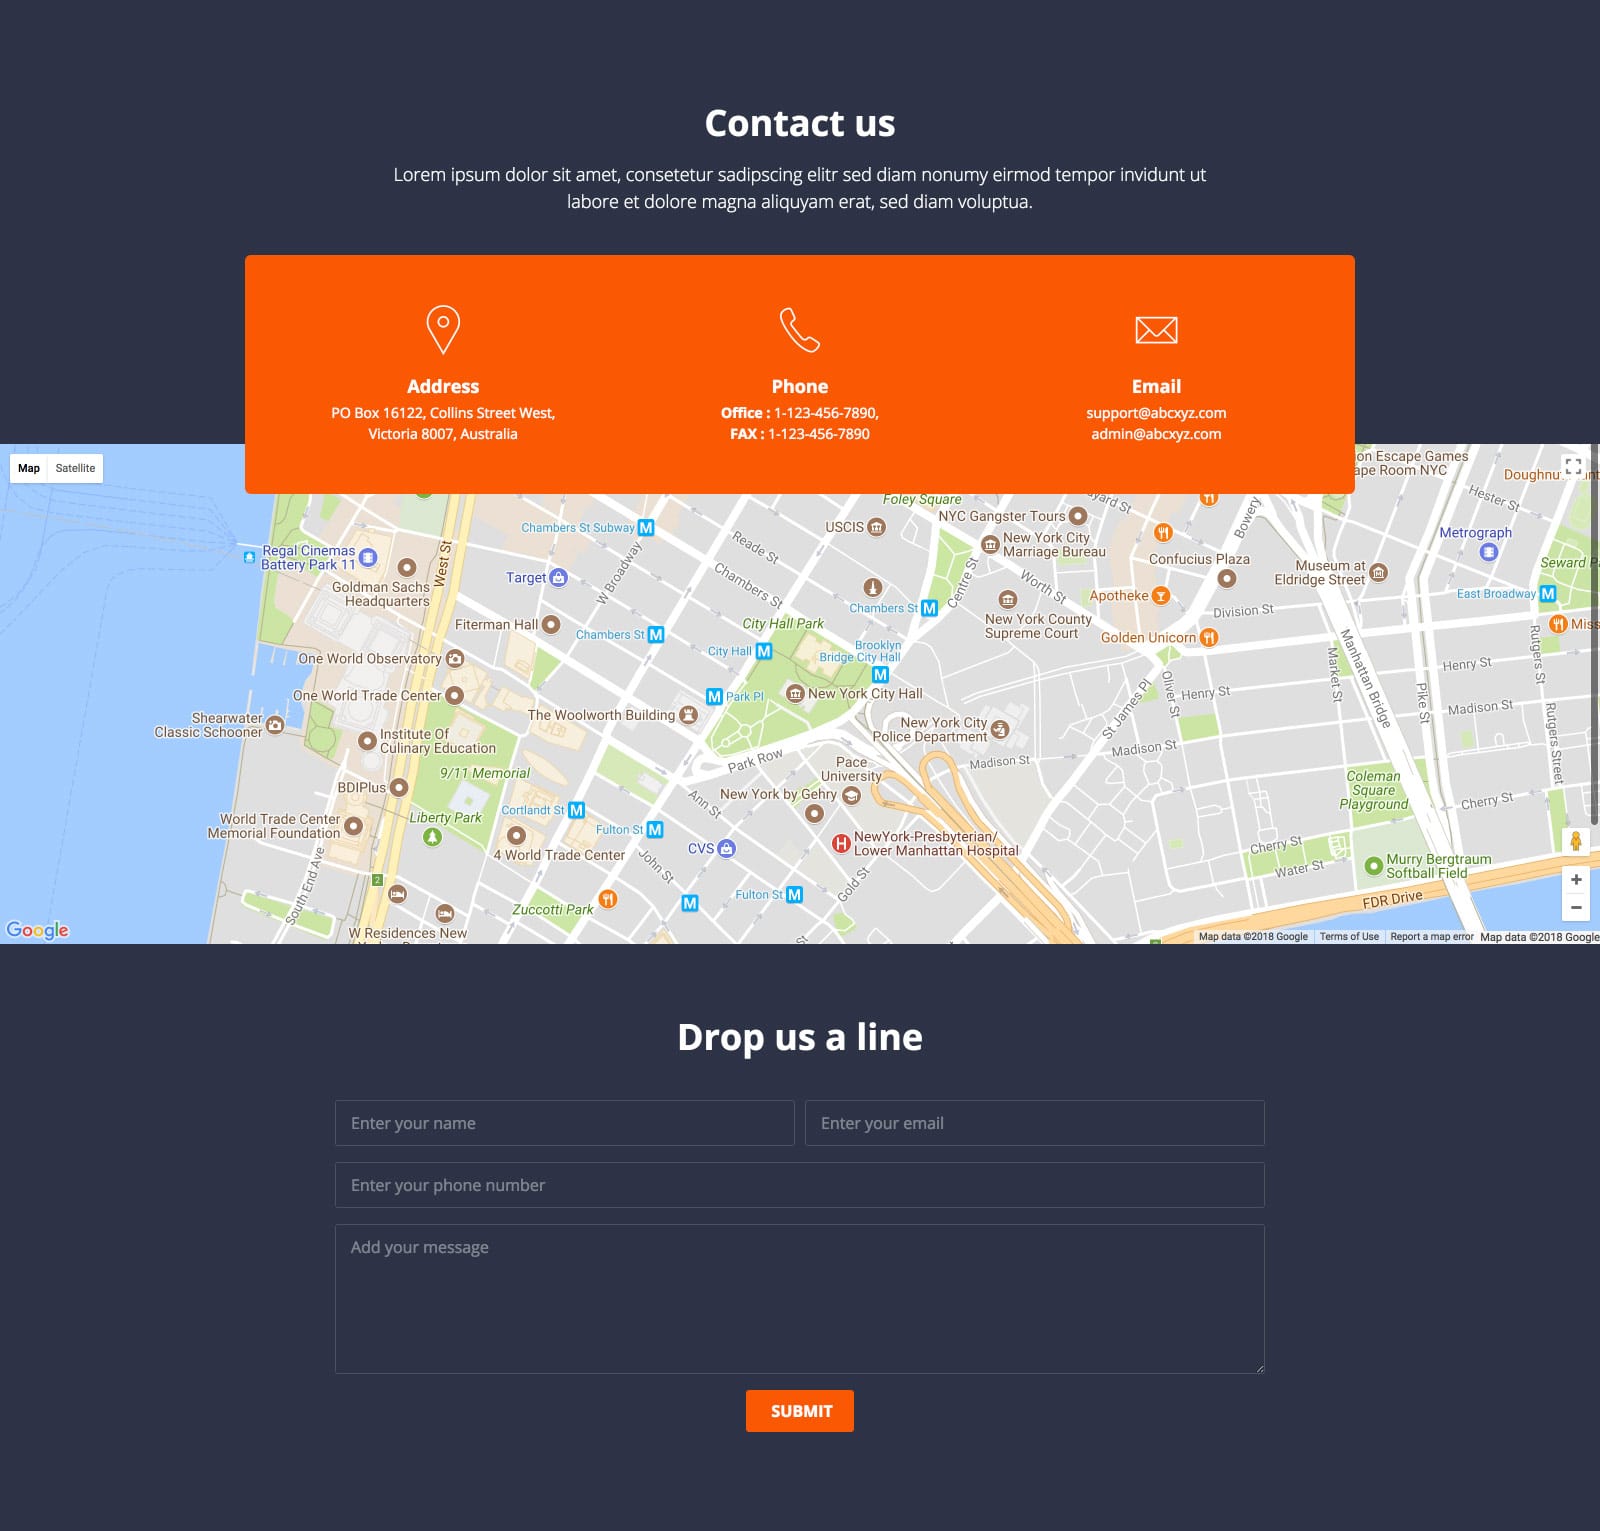 Contact us
Lorem ipsum dolor sit amet, consetetur sadipscing elitr sed diam nonumy eirmod tempor invidunt ut
labore et dolore magna aliquyam erat, sed diam voluptua.
Address
PO Box 16122, Collins Street West,
Victoria 8007, Australia
Phone
Office : 1-123-456-7890,
FAX : 1-123-456-7890
Email
support@abcxyz.com
admin@abcxyz.com
Map
Satellite
Escape Games
Room NYC
Hester St
Foley Square
Chambers St Subway
USCIS
NYC Gangster Tours
Bowery
Metrograph
Regal Cinemas
Battery Park 11
West St
Reade St
New York City
Marriage Bureau
Confucius Plaza
Museum at
Eldridge Street
Goldman Sachs
Headquarters
Target
W Broadway
Chambers St
Centre St
Worth St
Apotheke
Division St
East Broadway
Chambers St
Fiterman Hall
Chambers St
City Hall Park
New York County
Supreme Court
Golden Unicorn
Manhattan Bridge
Rutgers St
One World Observatory
City Hall
Brooklyn
Bridge City Hall
Market St
Henry St
One World Trade Center
Park Pl
New York City Hall
St James Pl
Oliver St
Henry St
Pike St
Madison St
Rutgers Street
Shearwater
Classic Schooner
The Woolworth Building
New York City
Police Department
Institute Of
Culinary Education
Park Row
Madison St
Madison St
9/11 Memorial
Pace
University
Coleman
Square
Playground
BDIPlus
Ann St
New York by Gehry
Cherry St
World Trade Center
Memorial Foundation
Liberty Park
Cortlandt St
Fulton St
4 World Trade Center
John St
CVS
NewYork-Presbyterian/
Lower Manhattan Hospital
Cherry St
Water St
Murry Bergtraum
Softball Field
South End Ave
2
Gold St
Fulton St
Zuccotti Park
FDR Drive
W Residences New
Google
Map data ©2018 Google
Terms of Use
Report a map error
Map data ©2018 Google
Drop us a line
Enter your name
Enter your email
Enter your phone number
Add your message
SUBMIT